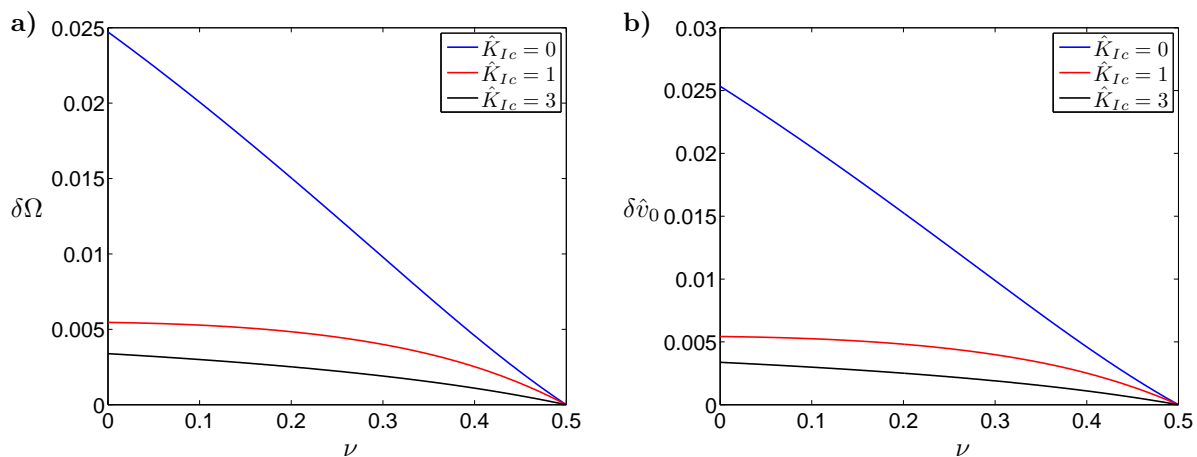 a)
0.025
0.02
0.015
0.01
0.005
0
δΩ
0 0.1 0.2 0.3 0.4 0.5
ν
K̂_{Ic} = 0
K̂_{Ic} = 1
K̂_{Ic} = 3
b)
0.03
0.025
0.02
0.015
0.01
0.005
0
δv̂₀
0 0.1 0.2 0.3 0.4 0.5
ν
K̂_{Ic} = 0
K̂_{Ic} = 1
K̂_{Ic} = 3